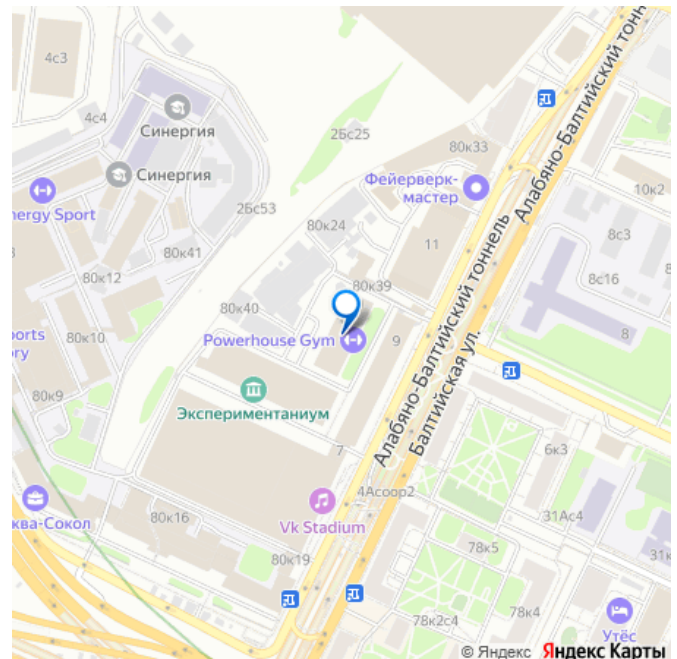 4с3
Алабяно-Балтийский тонн
4с4
Синергия
2Бс25
80к33
Синергия
Фейерверк-
мастер
10к2
nergy Sport
2Бс53
80к24
11
8с3
80к41
80к39
8с16
80к12
80к40
Алабяно-Балтийский тоннель
Powerhouse Gym
9
8
ports
ory
80к10
Балтийская ул.
Экспериментаниум
80к9
7
6к3
4Асоор2
ква-Сокол
80к16
Vk Stadium
31Ас4
78к5
80к19
31к
78к4
78к2с4
Утёс
© Яндекс Яндекс Карты